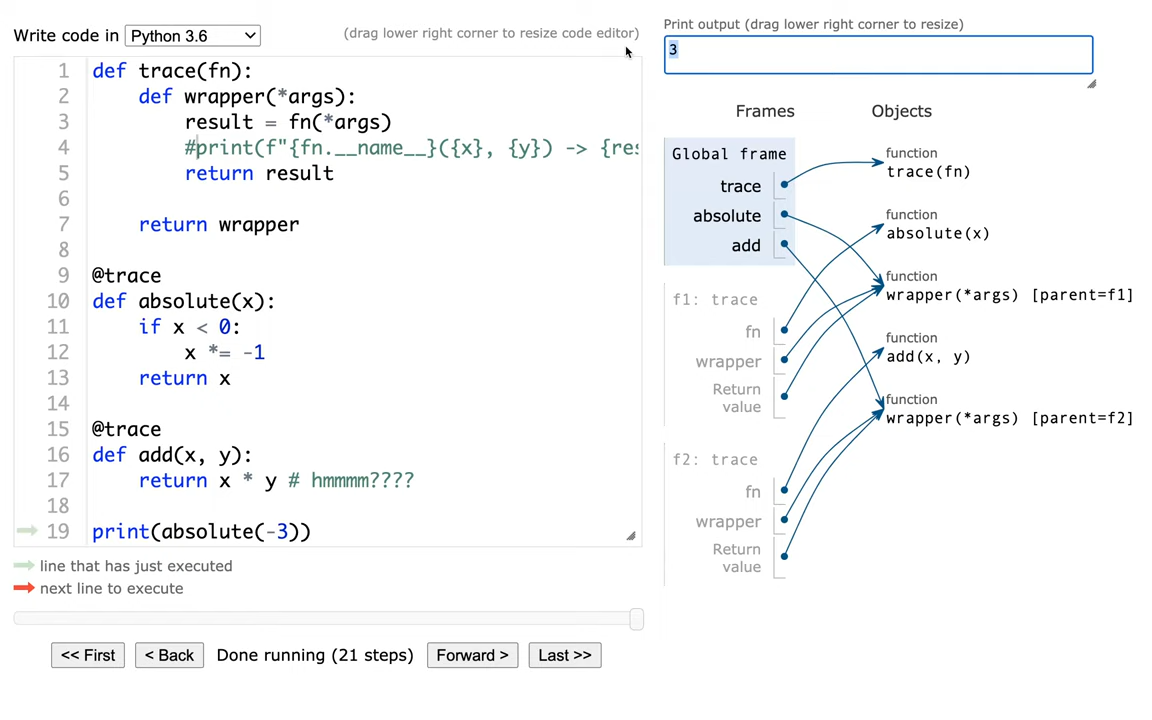 Write code in Python 3.6
(drag lower right corner to resize code editor)
1 def trace(fn):
2 def wrapper(*args):
3 result = fn(*args)
4 #print(f"{fn.__name__}({x}, {y}) -> {res
5 return result
6
7 return wrapper
8
9 @trace
10 def absolute(x):
11 if x < 0:
12 x *= -1
13 return x
14
15 @trace
16 def add(x, y):
17 return x * y # hmmmm????
18
19 print(absolute(-3))
line that has just executed
next line to execute
<< First
< Back
Done running (21 steps)
Forward >
Last >>
Print output (drag lower right corner to resize)
3
Frames
Objects
Global frame
trace
absolute
add
f1: trace
fn
wrapper
Return
value
f2: trace
fn
wrapper
Return
value
function
trace(fn)
function
absolute(x)
function
wrapper(*args) [parent=f1]
function
add(x, y)
function
wrapper(*args) [parent=f2]